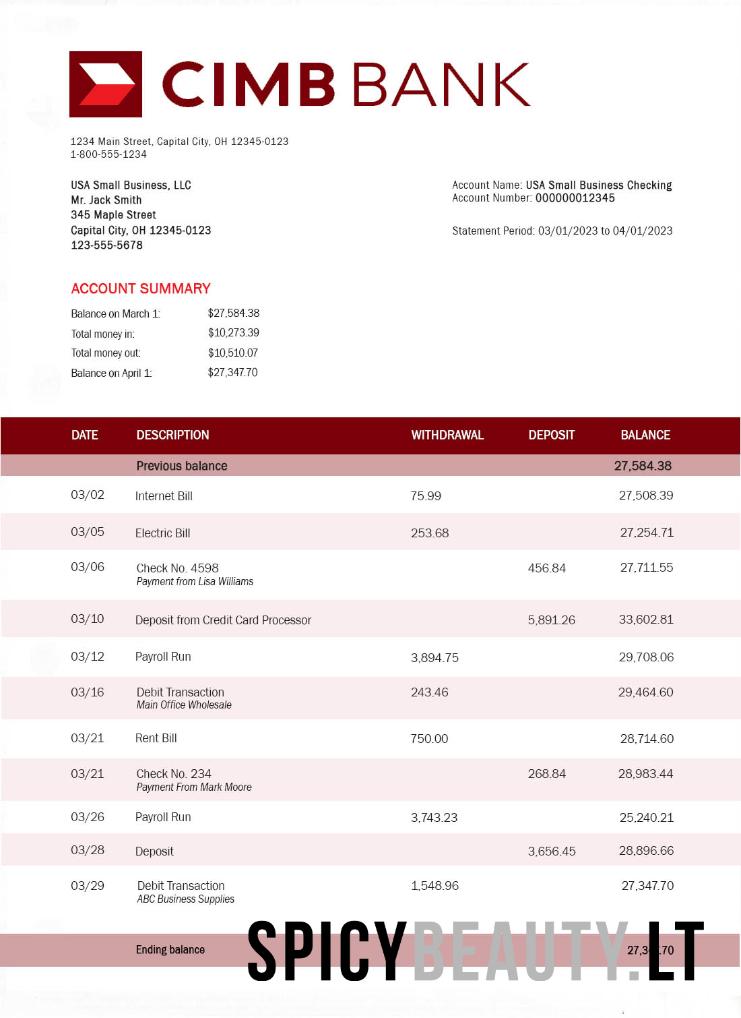 CIMB BANK
1234 Main Street, Capital City, OH 12345-0123
1-800-555-1234
USA Small Business, LLC
Mr. Jack Smith
345 Maple Street
Capital City, OH 12345-0123
123-555-5678
Account Name: USA Small Business Checking
Account Number: 000000012345
Statement Period: 03/01/2023 to 04/01/2023
ACCOUNT SUMMARY
Balance on March 1: $27,584.38
Total money in: $10,273.39
Total money out: $10,510.07
Balance on April 1: $27,347.70
DATE DESCRIPTION WITHDRAWAL DEPOSIT BALANCE
Previous balance 27,584.38
03/02 Internet Bill 75.99 27,508.39
03/05 Electric Bill 253.68 27,254.71
03/06 Check No. 4598 456.84 27,711.55
Payment from Lisa Williams
03/10 Deposit from Credit Card Processor 5,891.26 33,602.81
03/12 Payroll Run 3,894.75 29,708.06
03/16 Debit Transaction 243.46 29,464.60
Main Office Wholesale
03/21 Rent Bill 750.00 28,714.60
03/21 Check No. 234 268.84 28,983.44
Payment From Mark Moore
03/26 Payroll Run 3,743.23 25,240.21
03/28 Deposit 3,656.45 28,896.66
03/29 Debit Transaction 1,548.96 27,347.70
ABC Business Supplies
Ending balance
SPICYBEAUTY.LT